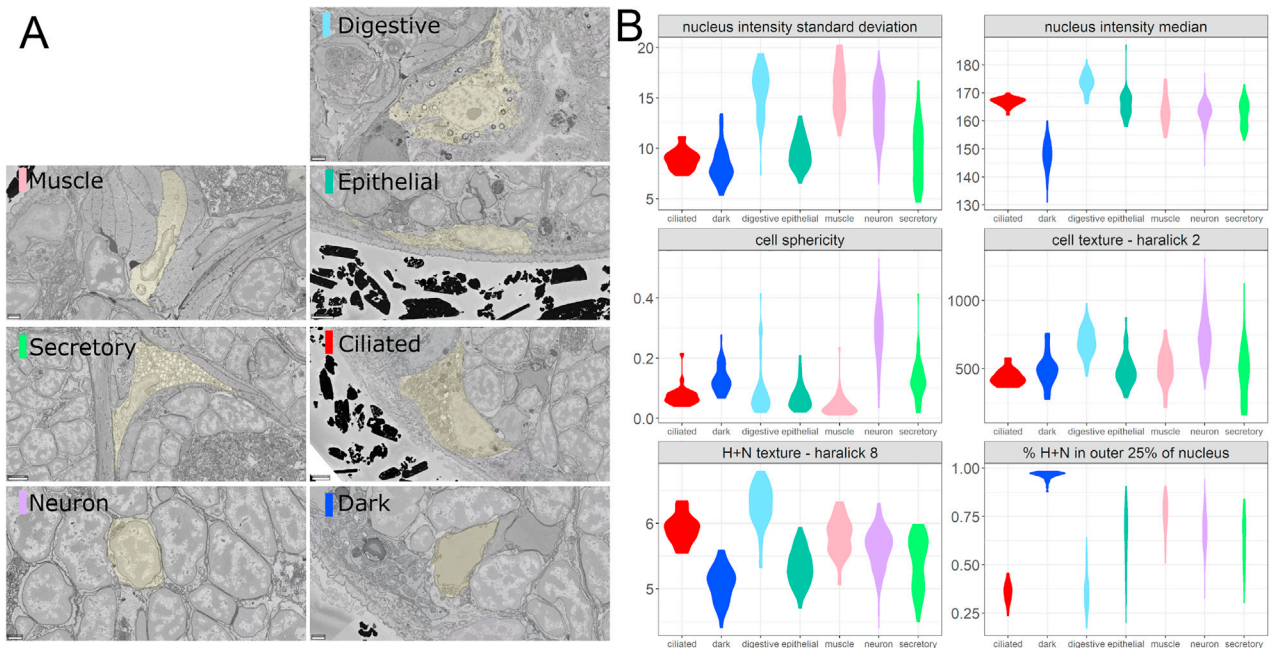 A
Digestive
Muscle
Epithelial
Secretory
Ciliated
Neuron
Dark
B
nucleus intensity standard deviation
20
15
10
5
ciliated dark digestive epithelial muscle neuron secretory
nucleus intensity median
180
170
160
150
140
130
ciliated dark digestive epithelial muscle neuron secretory
cell sphericity
0.4
0.2
0.0
ciliated dark digestive epithelial muscle neuron secretory
cell texture - haralick 2
1000
500
ciliated dark digestive epithelial muscle neuron secretory
H+N texture - haralick 8
6
5
ciliated dark digestive epithelial muscle neuron secretory
% H+N in outer 25% of nucleus
1.00
0.75
0.50
0.25
ciliated dark digestive epithelial muscle neuron secretory